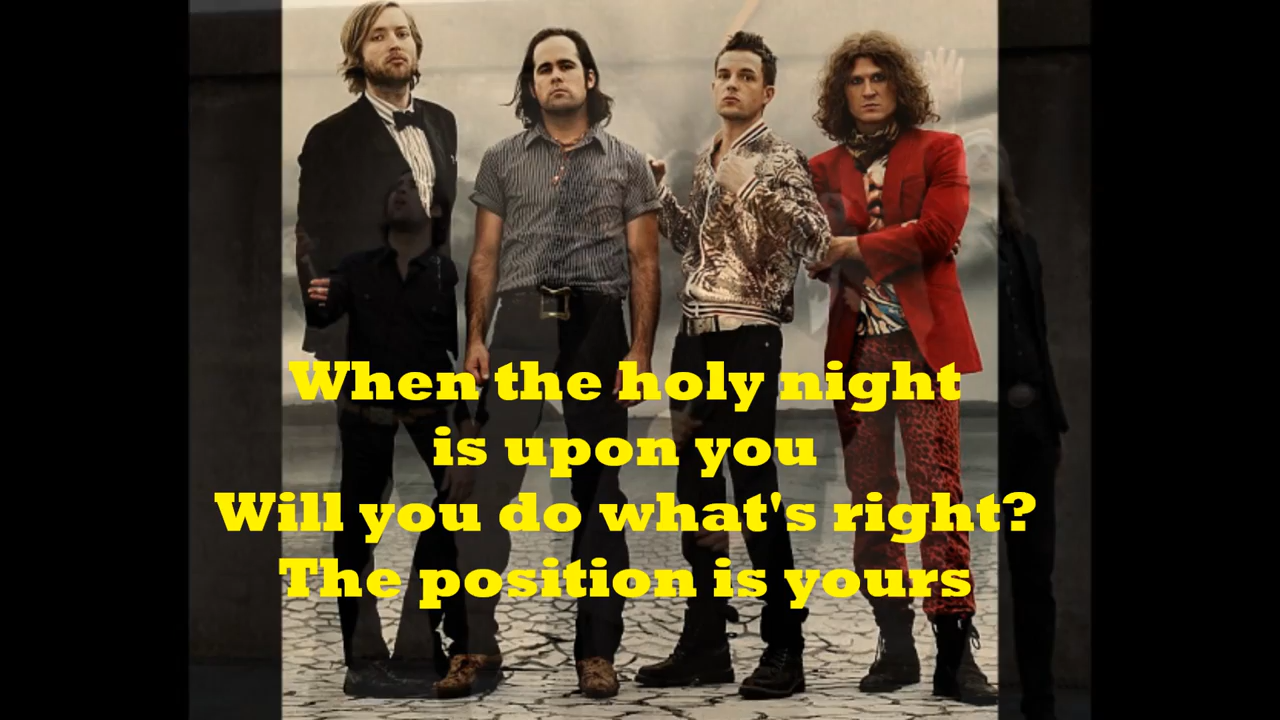 When the holy night
is upon you
Will you do what's right?
The position is yours